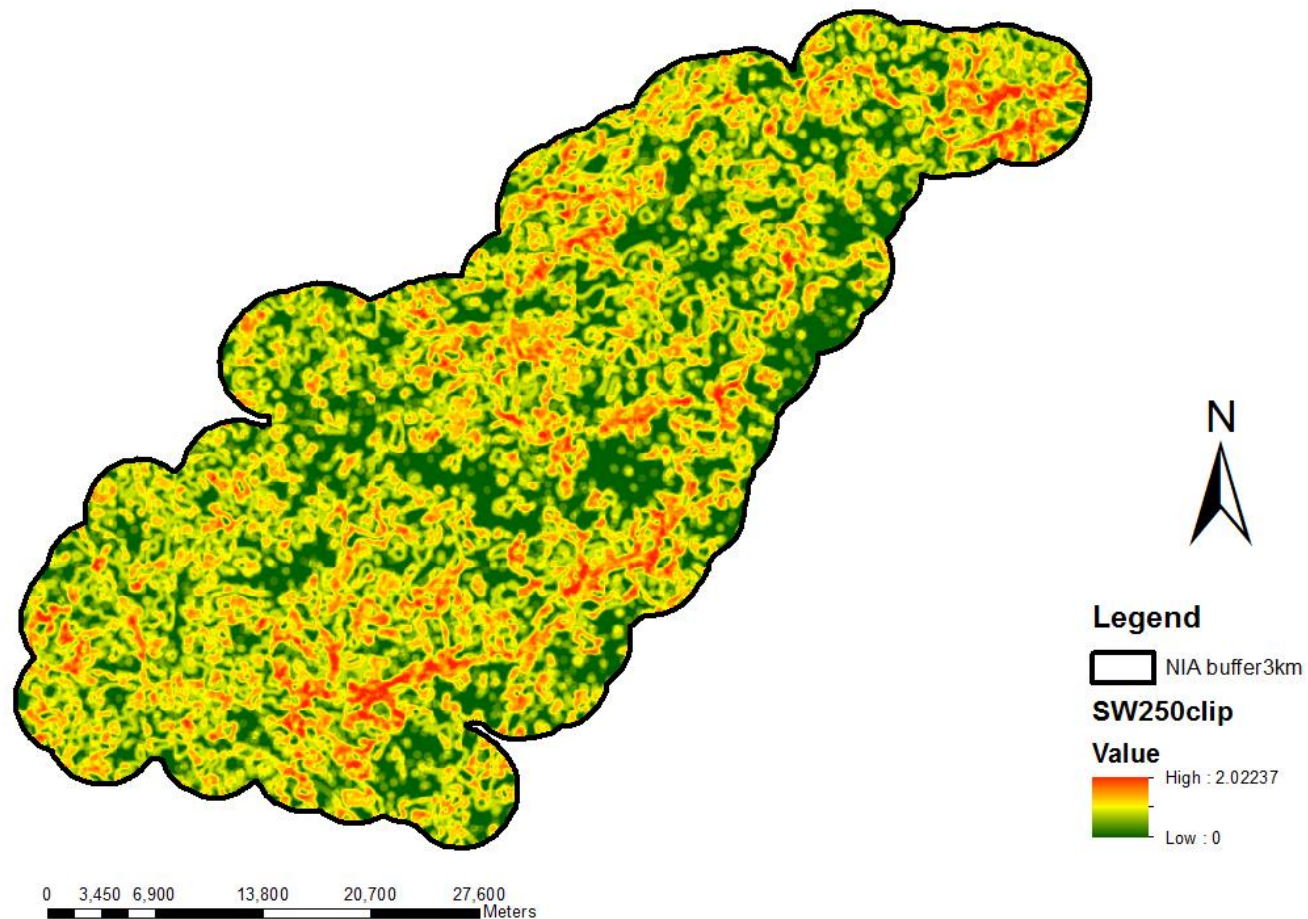 N
Legend
NIA buffer3km
SW250clip
Value
High : 2.02237
Low : 0
0 3,450 6,900 13,800 20,700 27,600
Meters